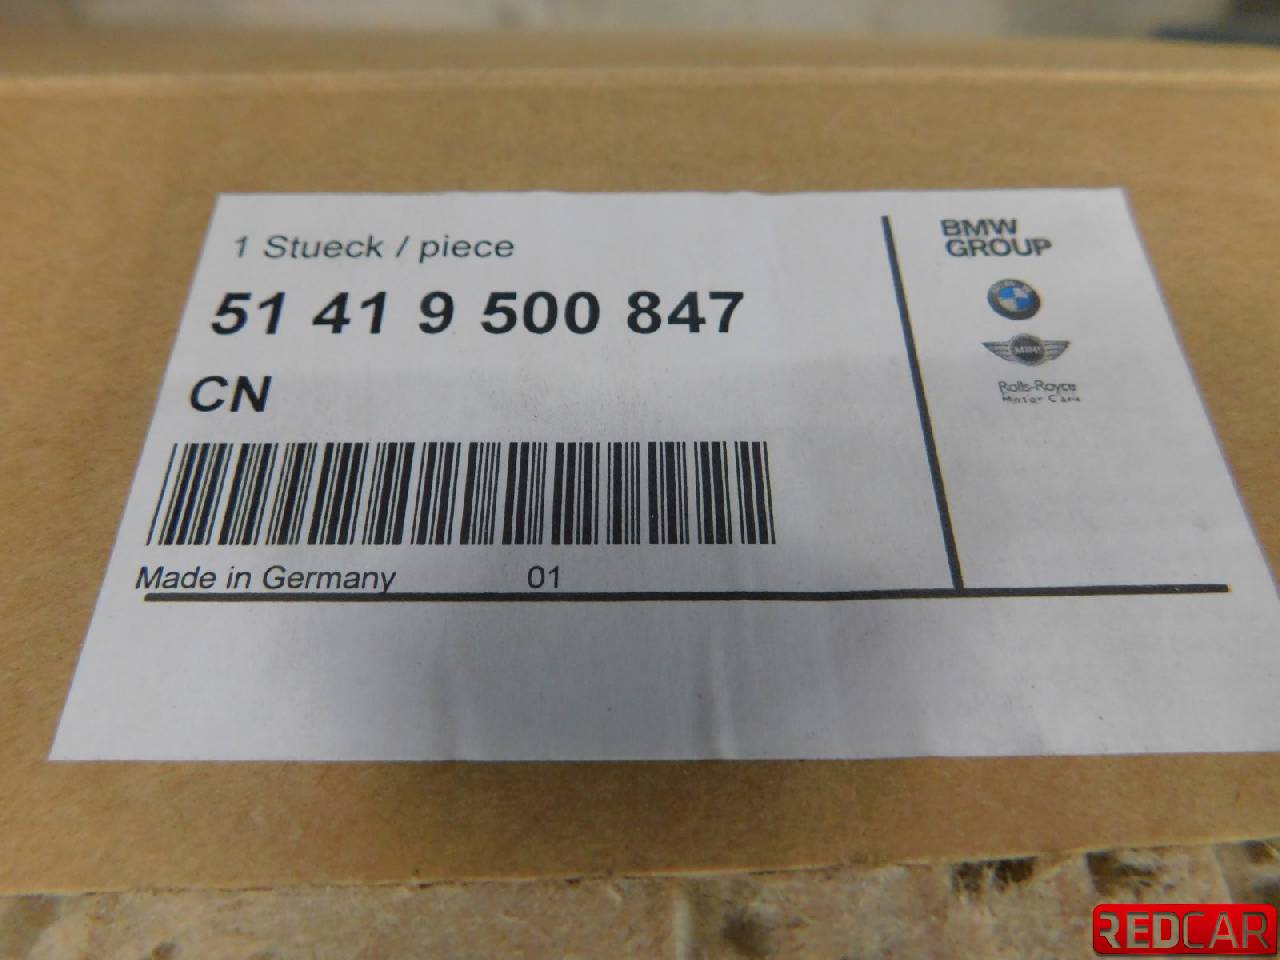 1 Stueck / piece
51 41 9 500 847
CN
Made in Germany 01
BMW
GROUP
MINI
Rolls-Royce
Motor Cars
REDCAR